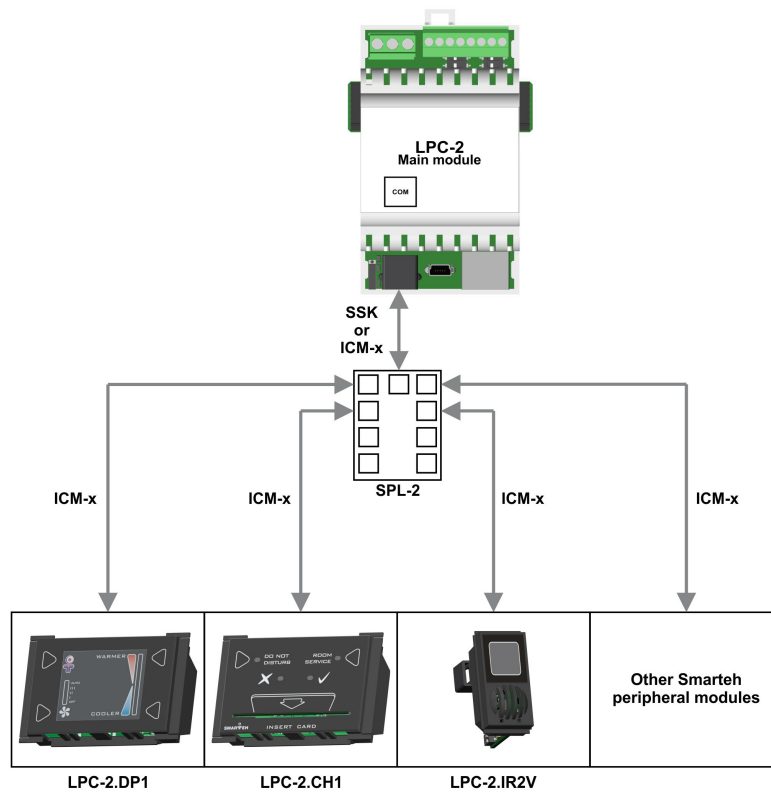 LPC-2
Main module
COM
SSK
or
ICM-x
SPL-2
ICM-x
ICM-x
ICM-x
ICM-x
WARMER
COOLER
DO NOT
DISTURB
ROOM
SERVICE
SMARTEH
INSERT CARD
Other Smarteh
peripheral modules
LPC-2.DP1
LPC-2.CH1
LPC-2.IR2V